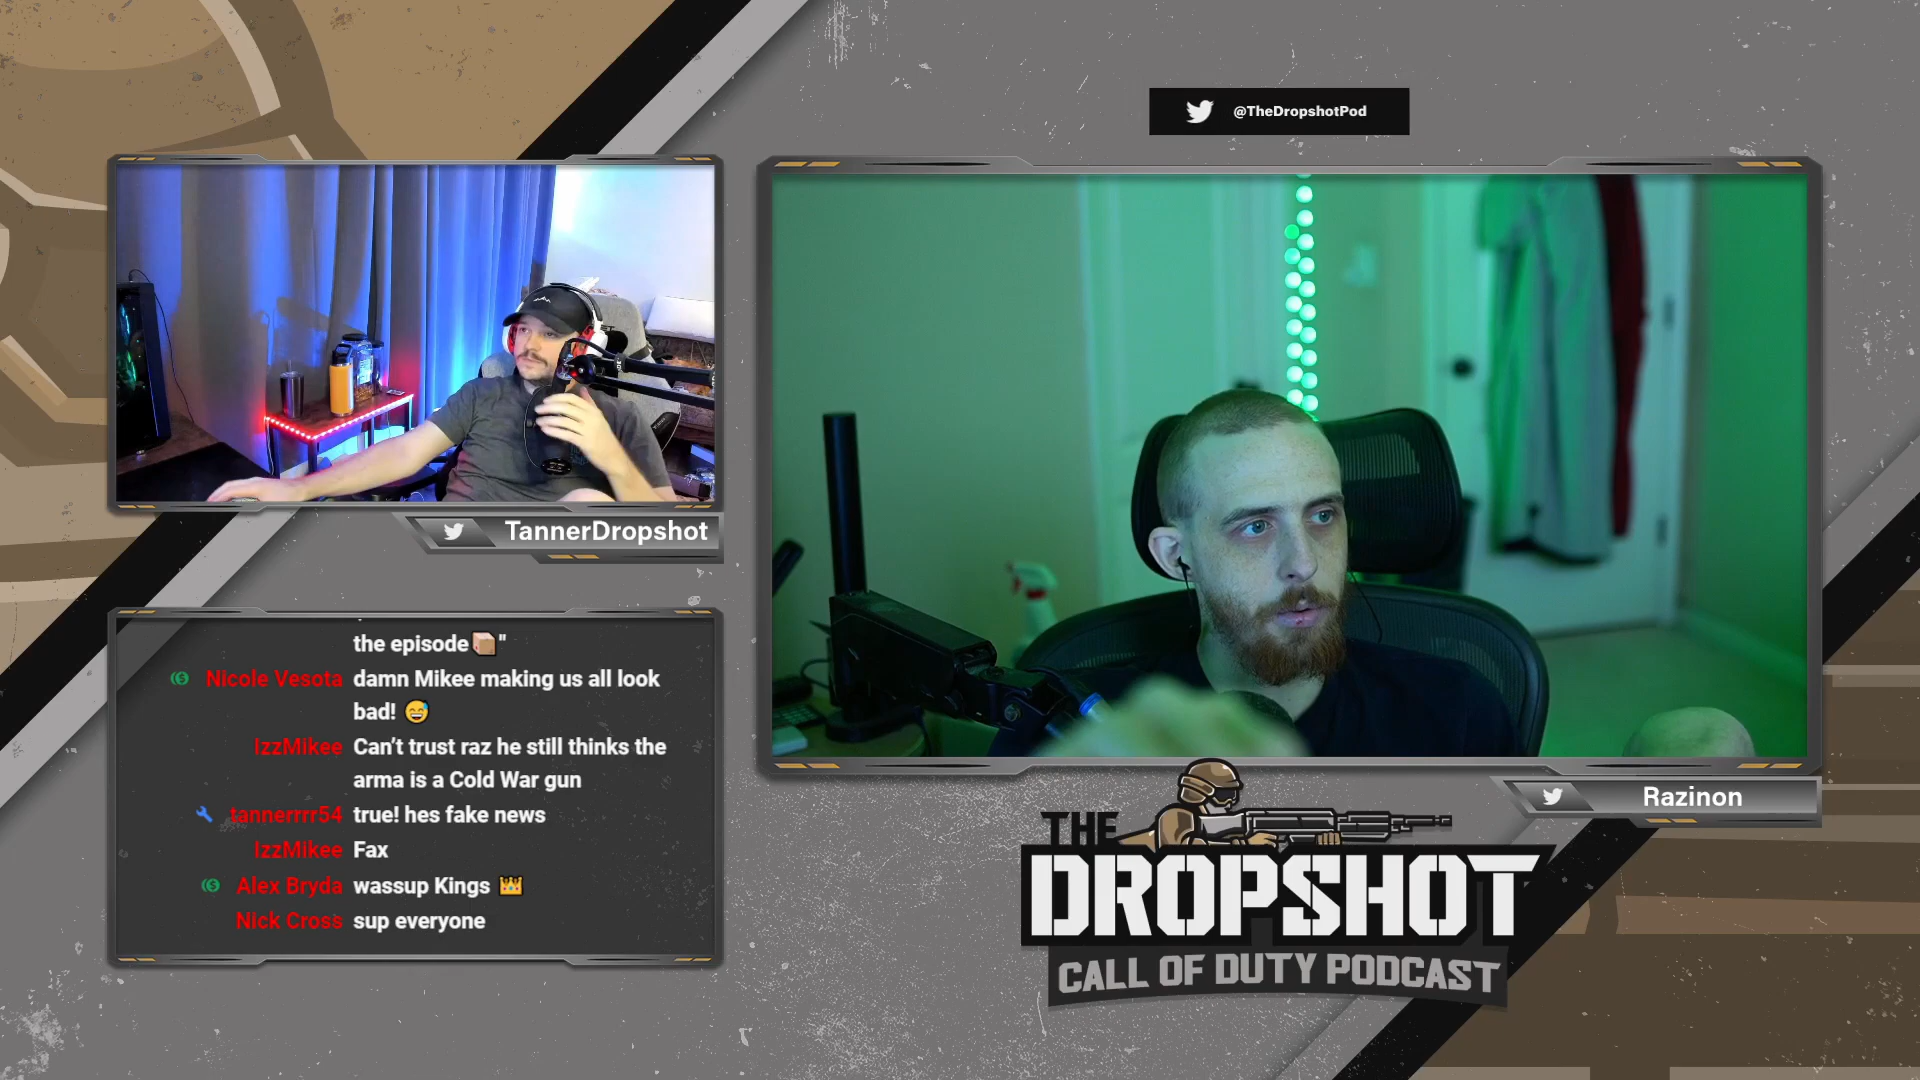 @TheDropshotPod
TannerDropshot
the episode📦"
Nicole Vesota damn Mikee making us all look
bad! 😅
IzzMikee Can't trust raz he still thinks the
arma is a Cold War gun
tannerrrr54 true! hes fake news
IzzMikee Fax
Alex Bryda wassup Kings 👑
Nick Cross sup everyone
Razinon
THE
DROPSHOT
CALL OF DUTY PODCAST